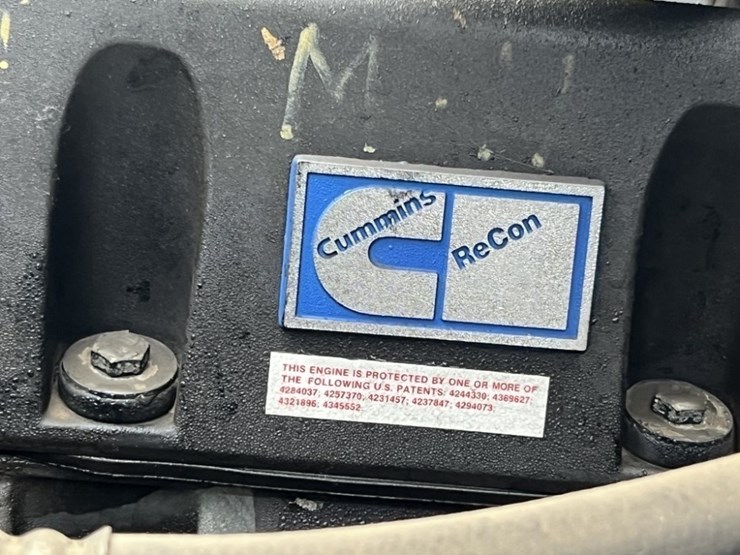 M
Cummins
ReCon
THIS ENGINE IS PROTECTED BY ONE OR MORE OF
THE FOLLOWING U.S. PATENTS: 4244330; 4369627;
4284037; 4257370; 4231457; 4237847; 4294073;
4321896; 4345552